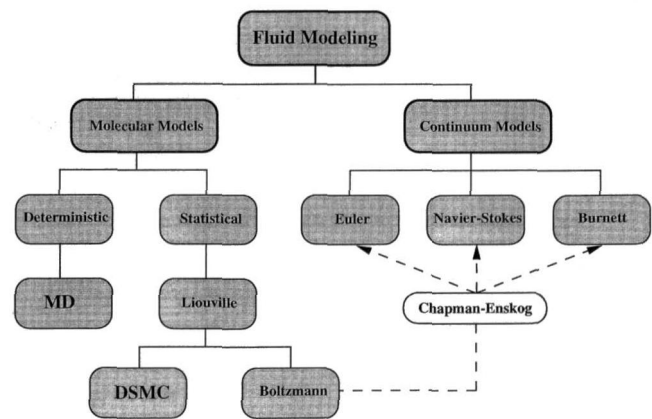 Fluid Modeling
Molecular Models
Continuum Models
Deterministic
Statistical
Euler
Navier-Stokes
Burnett
MD
Liouville
Chapman-Enskog
DSMC
Boltzmann